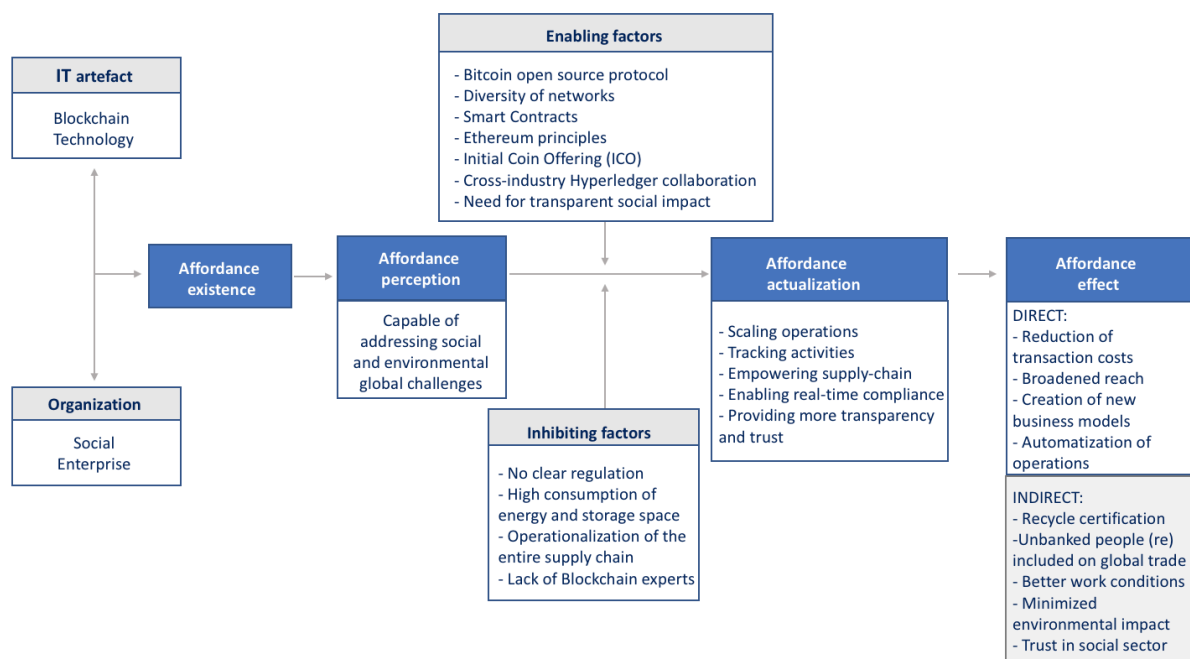 IT artefact
Blockchain
Technology
Organization
Social
Enterprise
Affordance
existence
Affordance
perception
Capable of
addressing social
and environmental
global challenges
Enabling factors
- Bitcoin open source protocol
- Diversity of networks
- Smart Contracts
- Ethereum principles
- Initial Coin Offering (ICO)
- Cross-industry Hyperledger collaboration
- Need for transparent social impact
Inhibiting factors
- No clear regulation
- High consumption of
energy and storage space
- Operationalization of the
entire supply chain
- Lack of Blockchain experts
Affordance
actualization
- Scaling operations
- Tracking activities
- Empowering supply-chain
- Enabling real-time compliance
- Providing more transparency
and trust
Affordance
effect
DIRECT:
- Reduction of
transaction costs
- Broadened reach
- Creation of new
business models
- Automatization of
operations
INDIRECT:
- Recycle certification
-Unbanked people (re)
included on global trade
- Better work conditions
- Minimized
environmental impact
- Trust in social sector